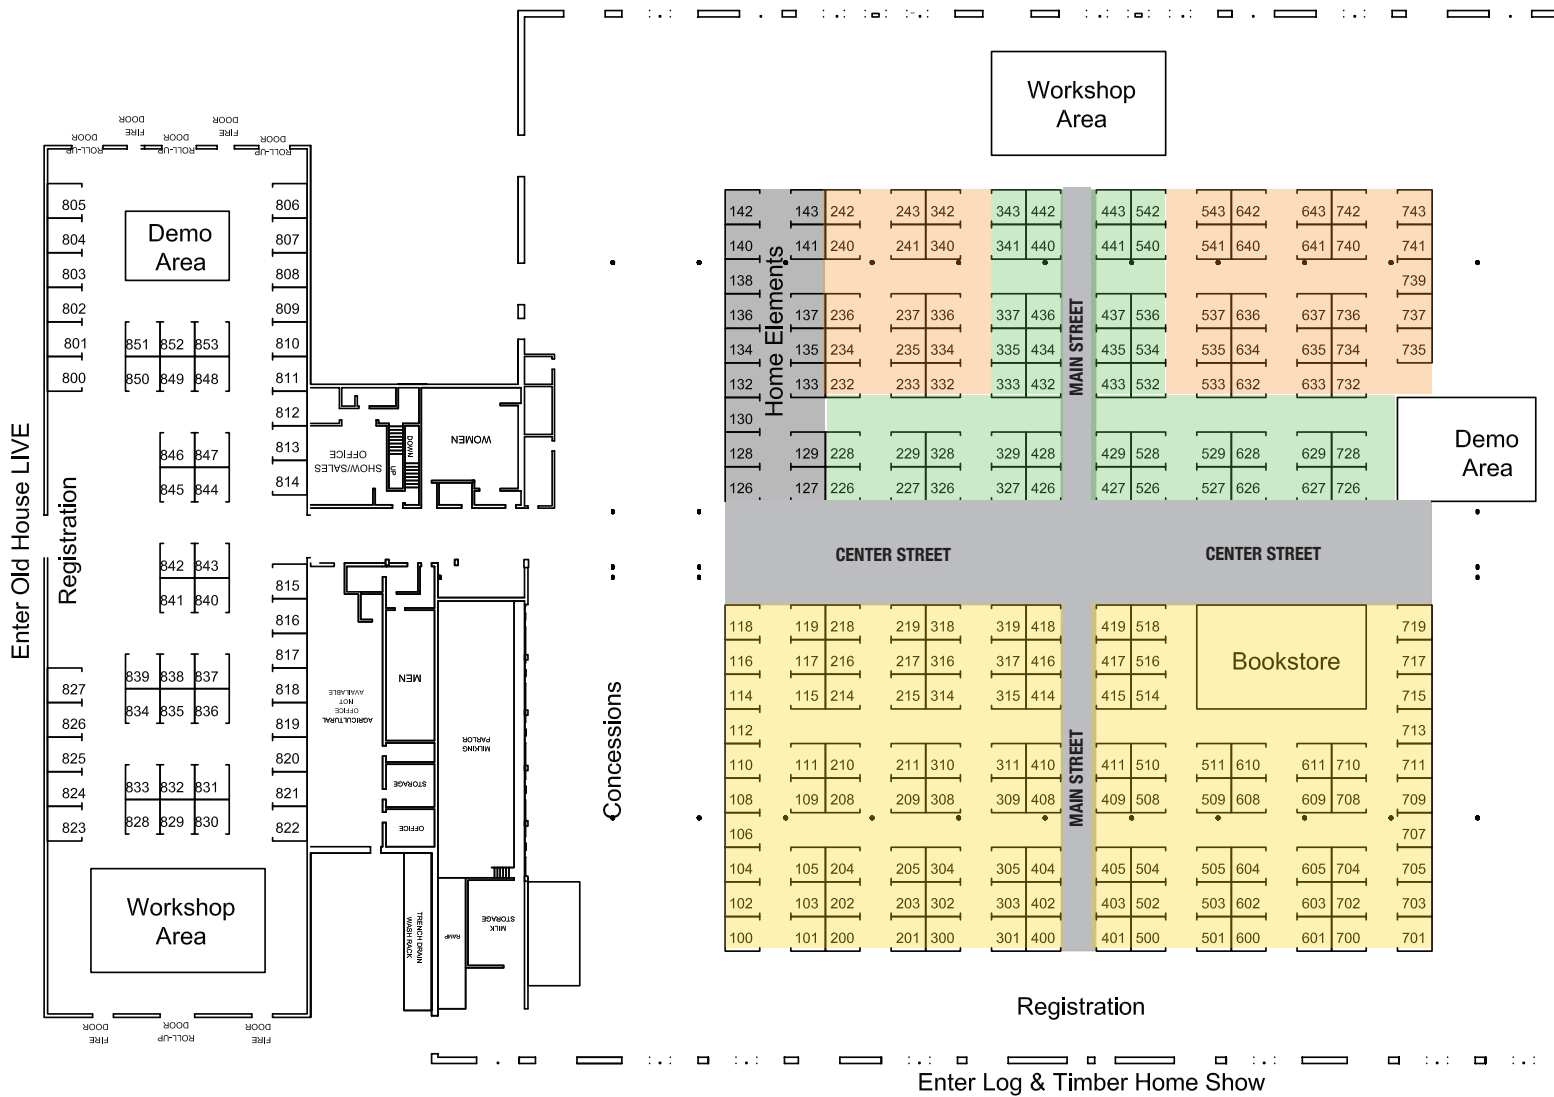 DOOR
FIRE
DOOR
FIRE
DOOR
ROLL-UP
DOOR
ROLL-UP
DOOR
ROLL-UP
Workshop
Area
Demo
Area
805
804
803
802
801
800
806
807
808
809
810
811
812
813
814
851 852 853
850 849 848
846 847
845 844
842 843
841 840
839 838 837
834 835 836
833 832 831
828 829 830
827
826
825
824
823
815
816
817
818
819
820
821
822
Enter Old House LIVE
Registration
Workshop
Area
DOOR
FIRE
DOOR
ROLL-UP
DOOR
FIRE
SHOW/SALES
OFFICE
UP
DOWN
WOMEN
AGRICULTURAL
OFFICE
NOT
AVAILABLE
MEN
STORAGE
OFFICE
MILKING
PARLOR
TRENCH DRAIN
WASH RACK
RAMP
MILK
STORAGE
Concessions
Home Elements
142 143 242 243 342 343 442 443 542 543 642 643 742 743
140 141 240 241 340 341 440 441 540 541 640 641 740 741
138 739
136 137 236 237 336 337 436 437 536 537 636 637 736 737
134 135 234 235 334 335 434 435 534 535 634 635 734 735
132 133 232 233 332 333 432 433 532 533 632 633 732
130
128 129 228 229 328 329 428 429 528 529 628 629 728
126 127 226 227 326 327 426 427 526 527 626 627 726
MAIN STREET
Demo
Area
CENTER STREET CENTER STREET
118 119 218 219 318 319 418 419 518 719
116 117 216 217 316 317 416 417 516 717
114 115 214 215 314 315 414 415 514 715
Bookstore
112 713
110 111 210 211 310 311 410 411 510 511 610 611 710 711
108 109 208 209 308 309 408 409 508 509 608 609 708 709
106 707
104 105 204 205 304 305 404 405 504 505 604 605 704 705
102 103 202 203 302 303 402 403 502 503 602 603 702 703
100 101 200 201 300 301 400 401 500 501 600 601 700 701
MAIN STREET
Registration
Enter Log & Timber Home Show